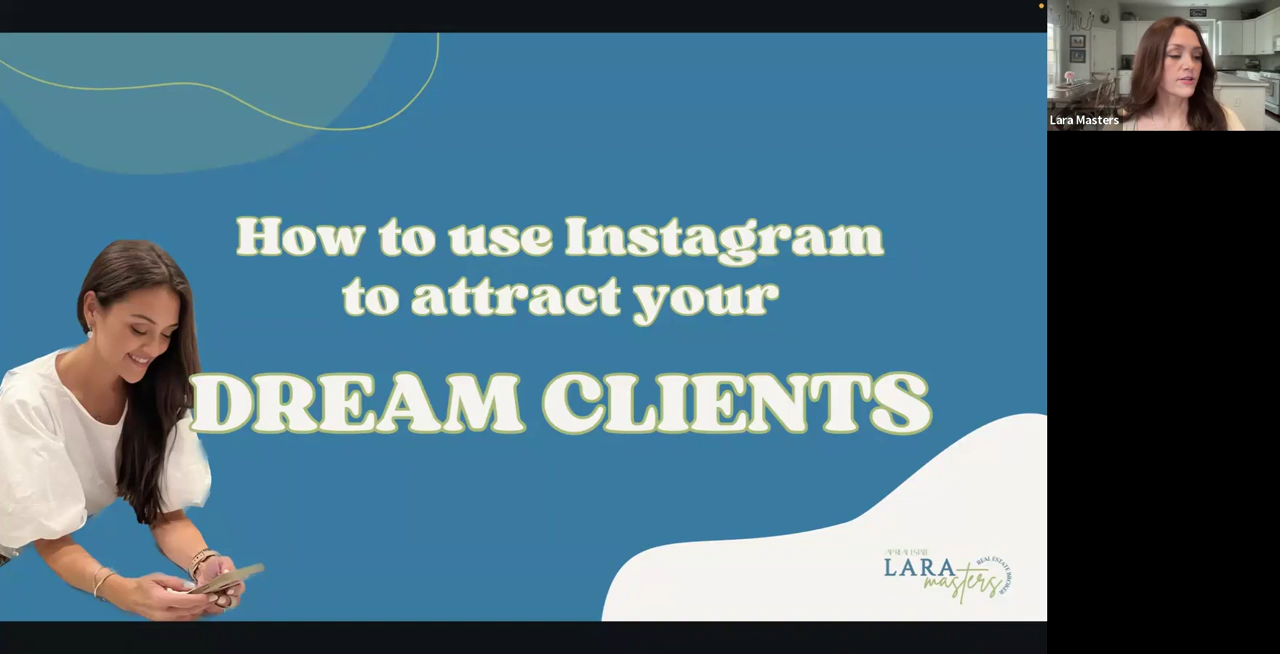 How to use Instagram
to attract your
DREAM CLIENTS
LARA
masters
REAL ESTATE BROKER
Lara Masters